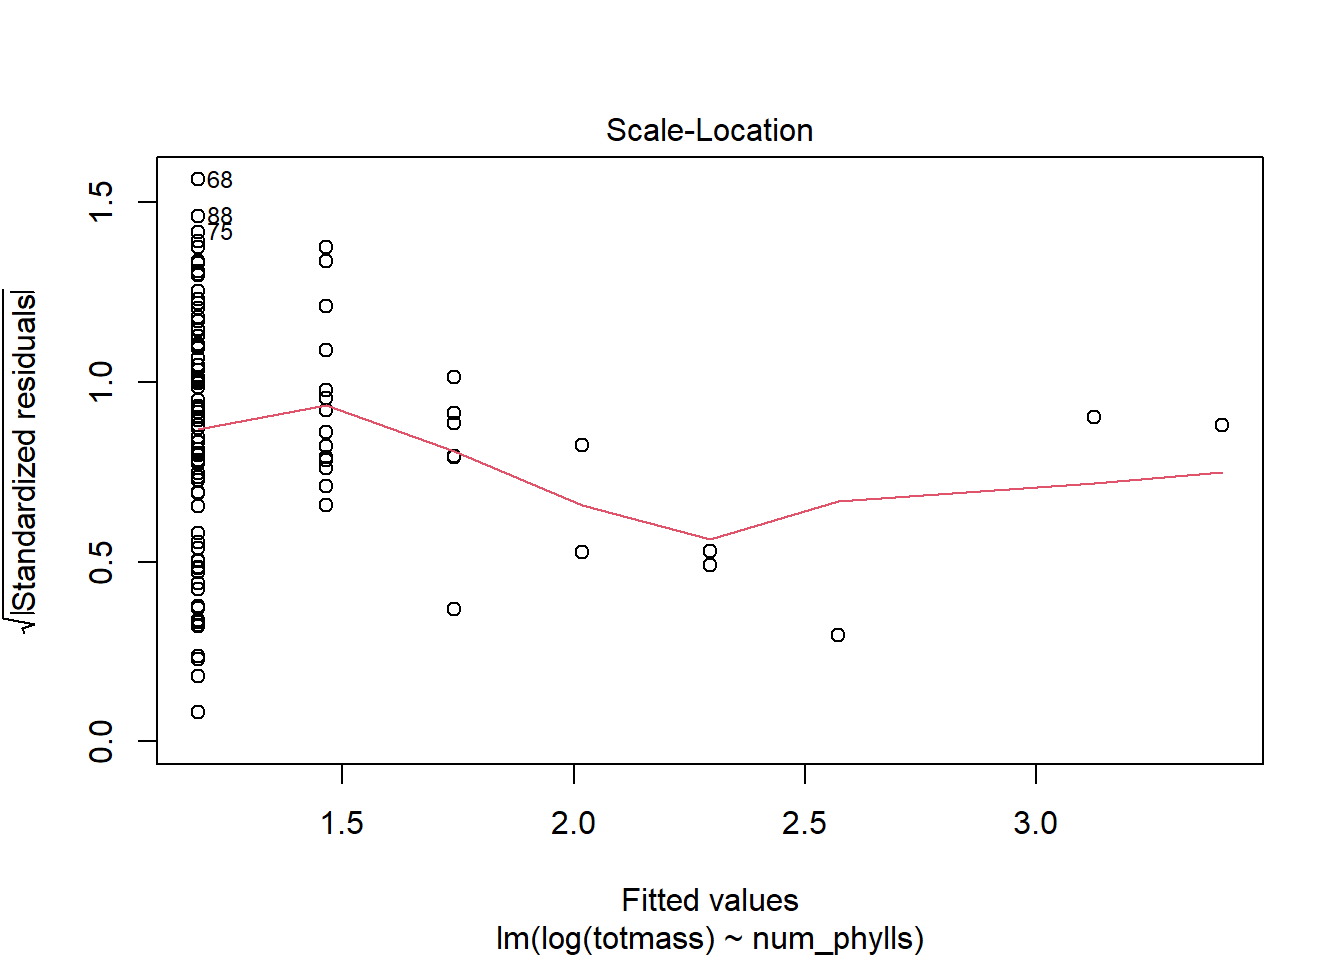 Scale-Location
√|Standardized residuals|
1.5
1.0
0.5
0.0
68
88
75
1.5 2.0 2.5 3.0
Fitted values
lm(log(totmass) ~ num_phylls)